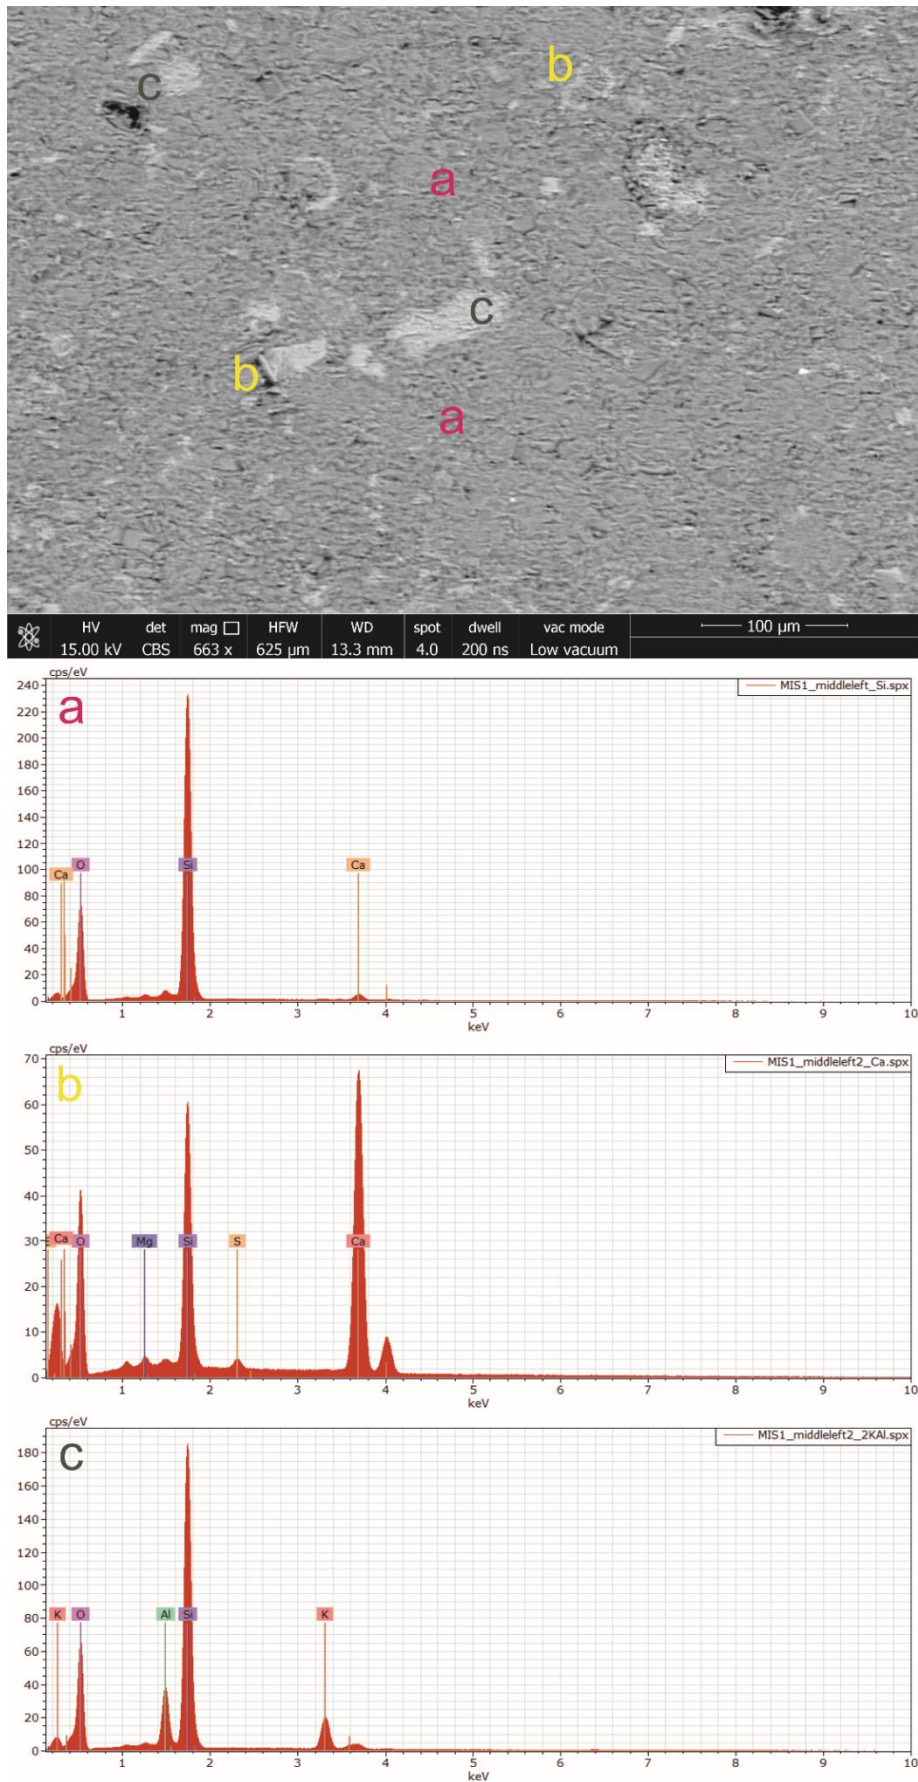 c
b
a
c
b
a
HV det mag HFW WD spot dwell vac mode
15.00 kV CBS 663 x 625 µm 13.3 mm 4.0 200 ns Low vacuum
100 µm
cps/eV
a
MIS1_middleleft_Si.spx
240
220
200
180
160
140
120
100
80
60
40
20
0
Ca O Si Ca
1 2 3 4 5 6 7 8 9 10
keV
cps/eV
b
MIS1_middleleft2_Ca.spx
70
60
50
40
30
20
10
0
Ca O Mg Si S Ca
1 2 3 4 5 6 7 8 9 10
keV
cps/eV
c
MIS1_middleleft2_2KAl.spx
180
160
140
120
100
80
60
40
20
0
K O Al Si K
1 2 3 4 5 6 7 8 9 10
keV